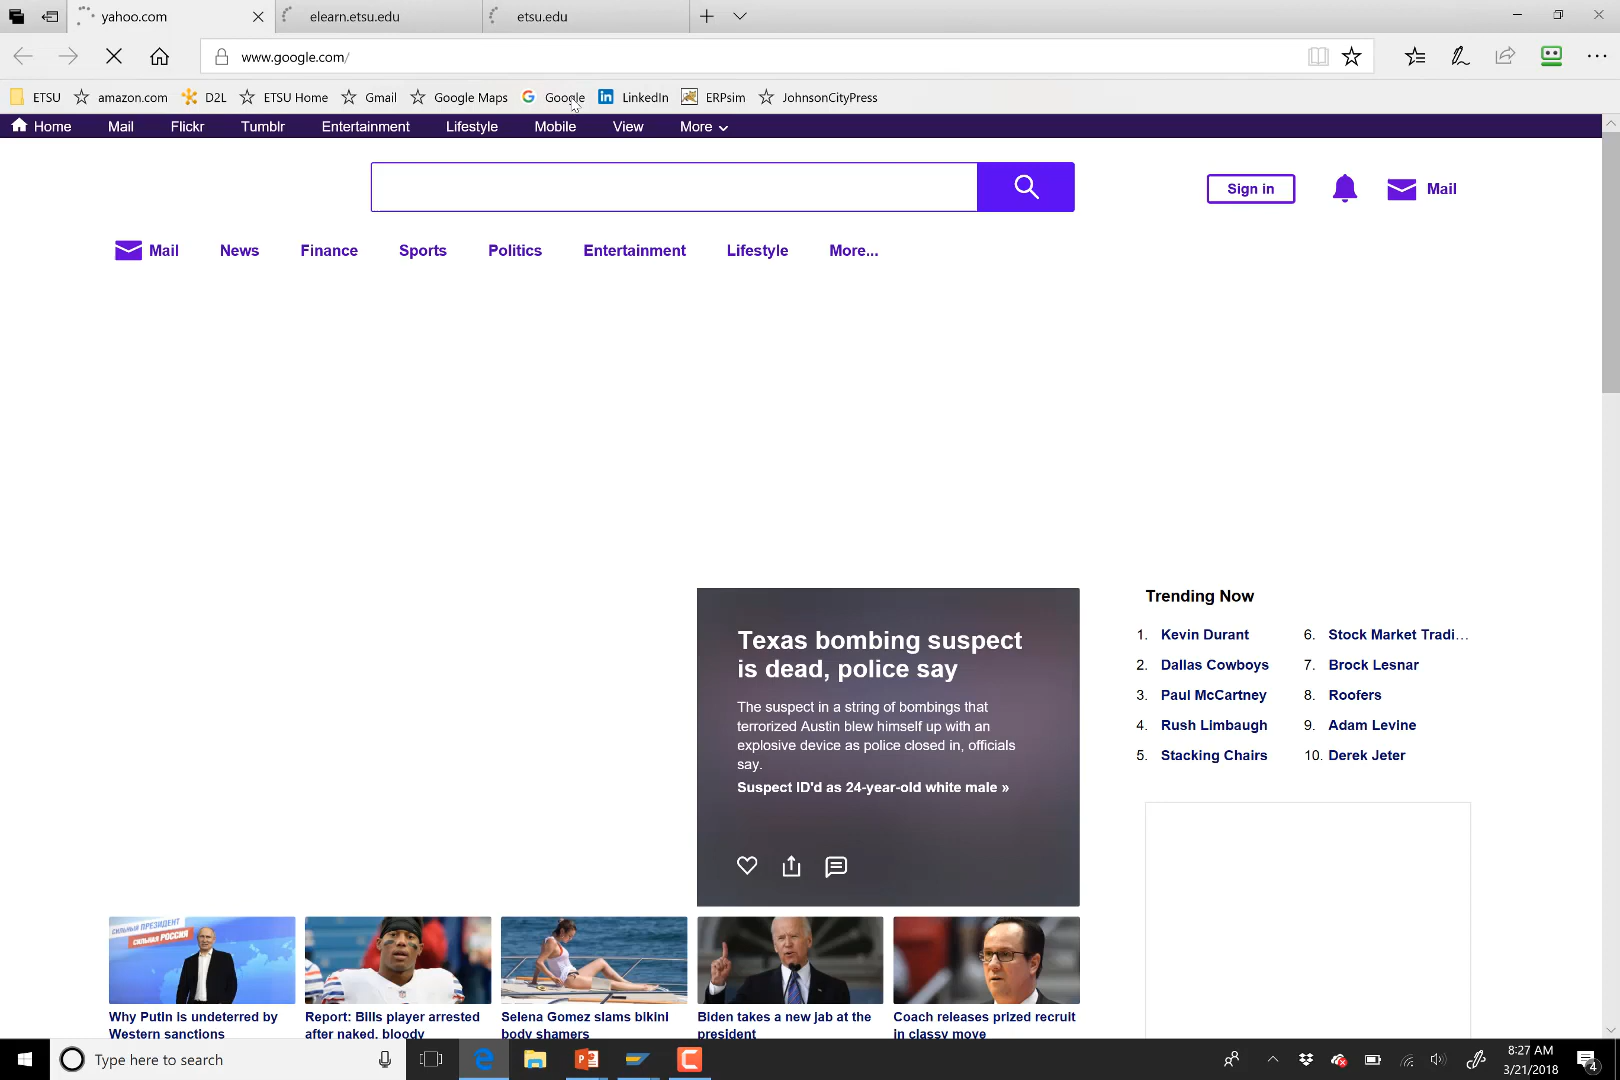 yahoo.com
elearn.etsu.edu
etsu.edu
www.google.com/
ETSU
amazon.com
D2L
ETSU Home
Gmail
Google Maps
Google
LinkedIn
ERPsim
JohnsonCityPress
Home
Mail
Flickr
Tumblr
Entertainment
Lifestyle
Mobile
View
More
Sign in
Mail
Mail
News
Finance
Sports
Politics
Entertainment
Lifestyle
More...
Texas bombing suspect
is dead, police say
The suspect in a string of bombings that
terrorized Austin blew himself up with an
explosive device as police closed in, officials
say.
Suspect ID'd as 24-year-old white male »
Trending Now
1. Kevin Durant
2. Dallas Cowboys
3. Paul McCartney
4. Rush Limbaugh
5. Stacking Chairs
6. Stock Market Tradi...
7. Brock Lesnar
8. Roofers
9. Adam Levine
10. Derek Jeter
СИЛЬНЫЙ ПРЕЗИДЕНТ
СИЛЬНАЯ РОССИЯ
Why Putin is undeterred by
Western sanctions
Report: Bills player arrested
after naked, bloody
Selena Gomez slams bikini
body shamers
Biden takes a new jab at the
president
Coach releases prized recruit
in classy move
Type here to search
8:27 AM
3/21/2018
4